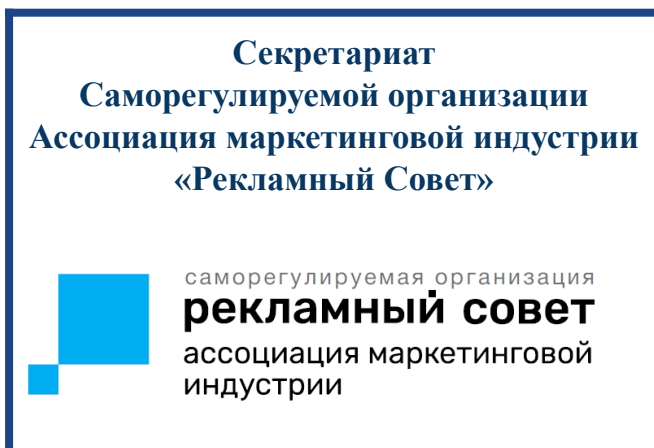 Секретариат
Саморегулируемой организации
Ассоциация маркетинговой индустрии
«Рекламный Совет»
саморегулируемая организация
рекламный совет
ассоциация маркетинговой
индустрии